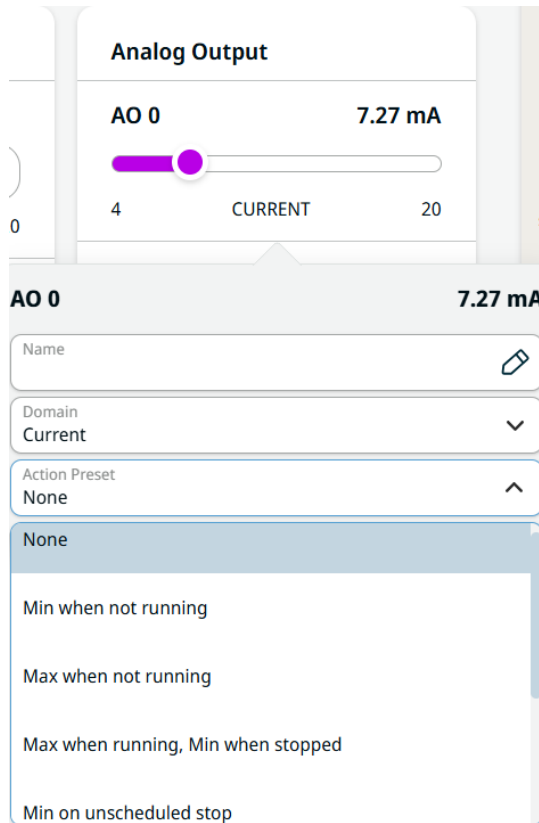 Analog Output
AO 0 7.27 mA
4 CURRENT 20
0
AO 0 7.27 mA
Name
Domain
Current
Action Preset
None
None
Min when not running
Max when not running
Max when running, Min when stopped
Min on unscheduled stop